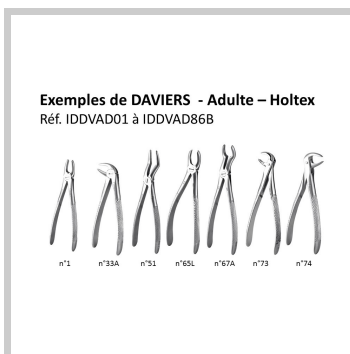 Exemples de DAVIERS - Adulte – Holtex
Réf. IDDVAD01 à IDDVAD86B
n°1 n°33A n°51 n°65L n°67A n°73 n°74